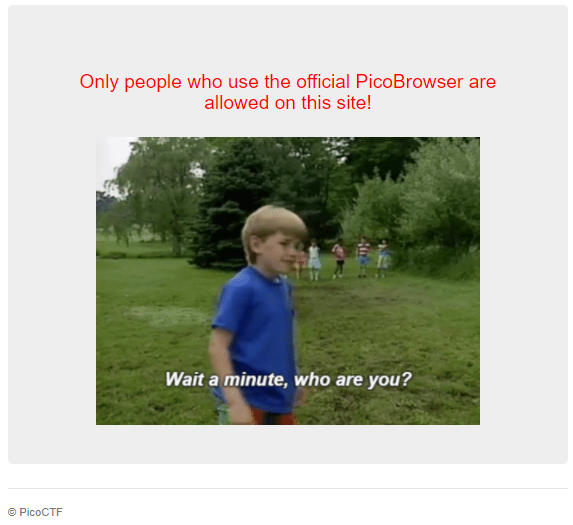 Only people who use the official PicoBrowser are
allowed on this site!
Wait a minute, who are you?
© PicoCTF